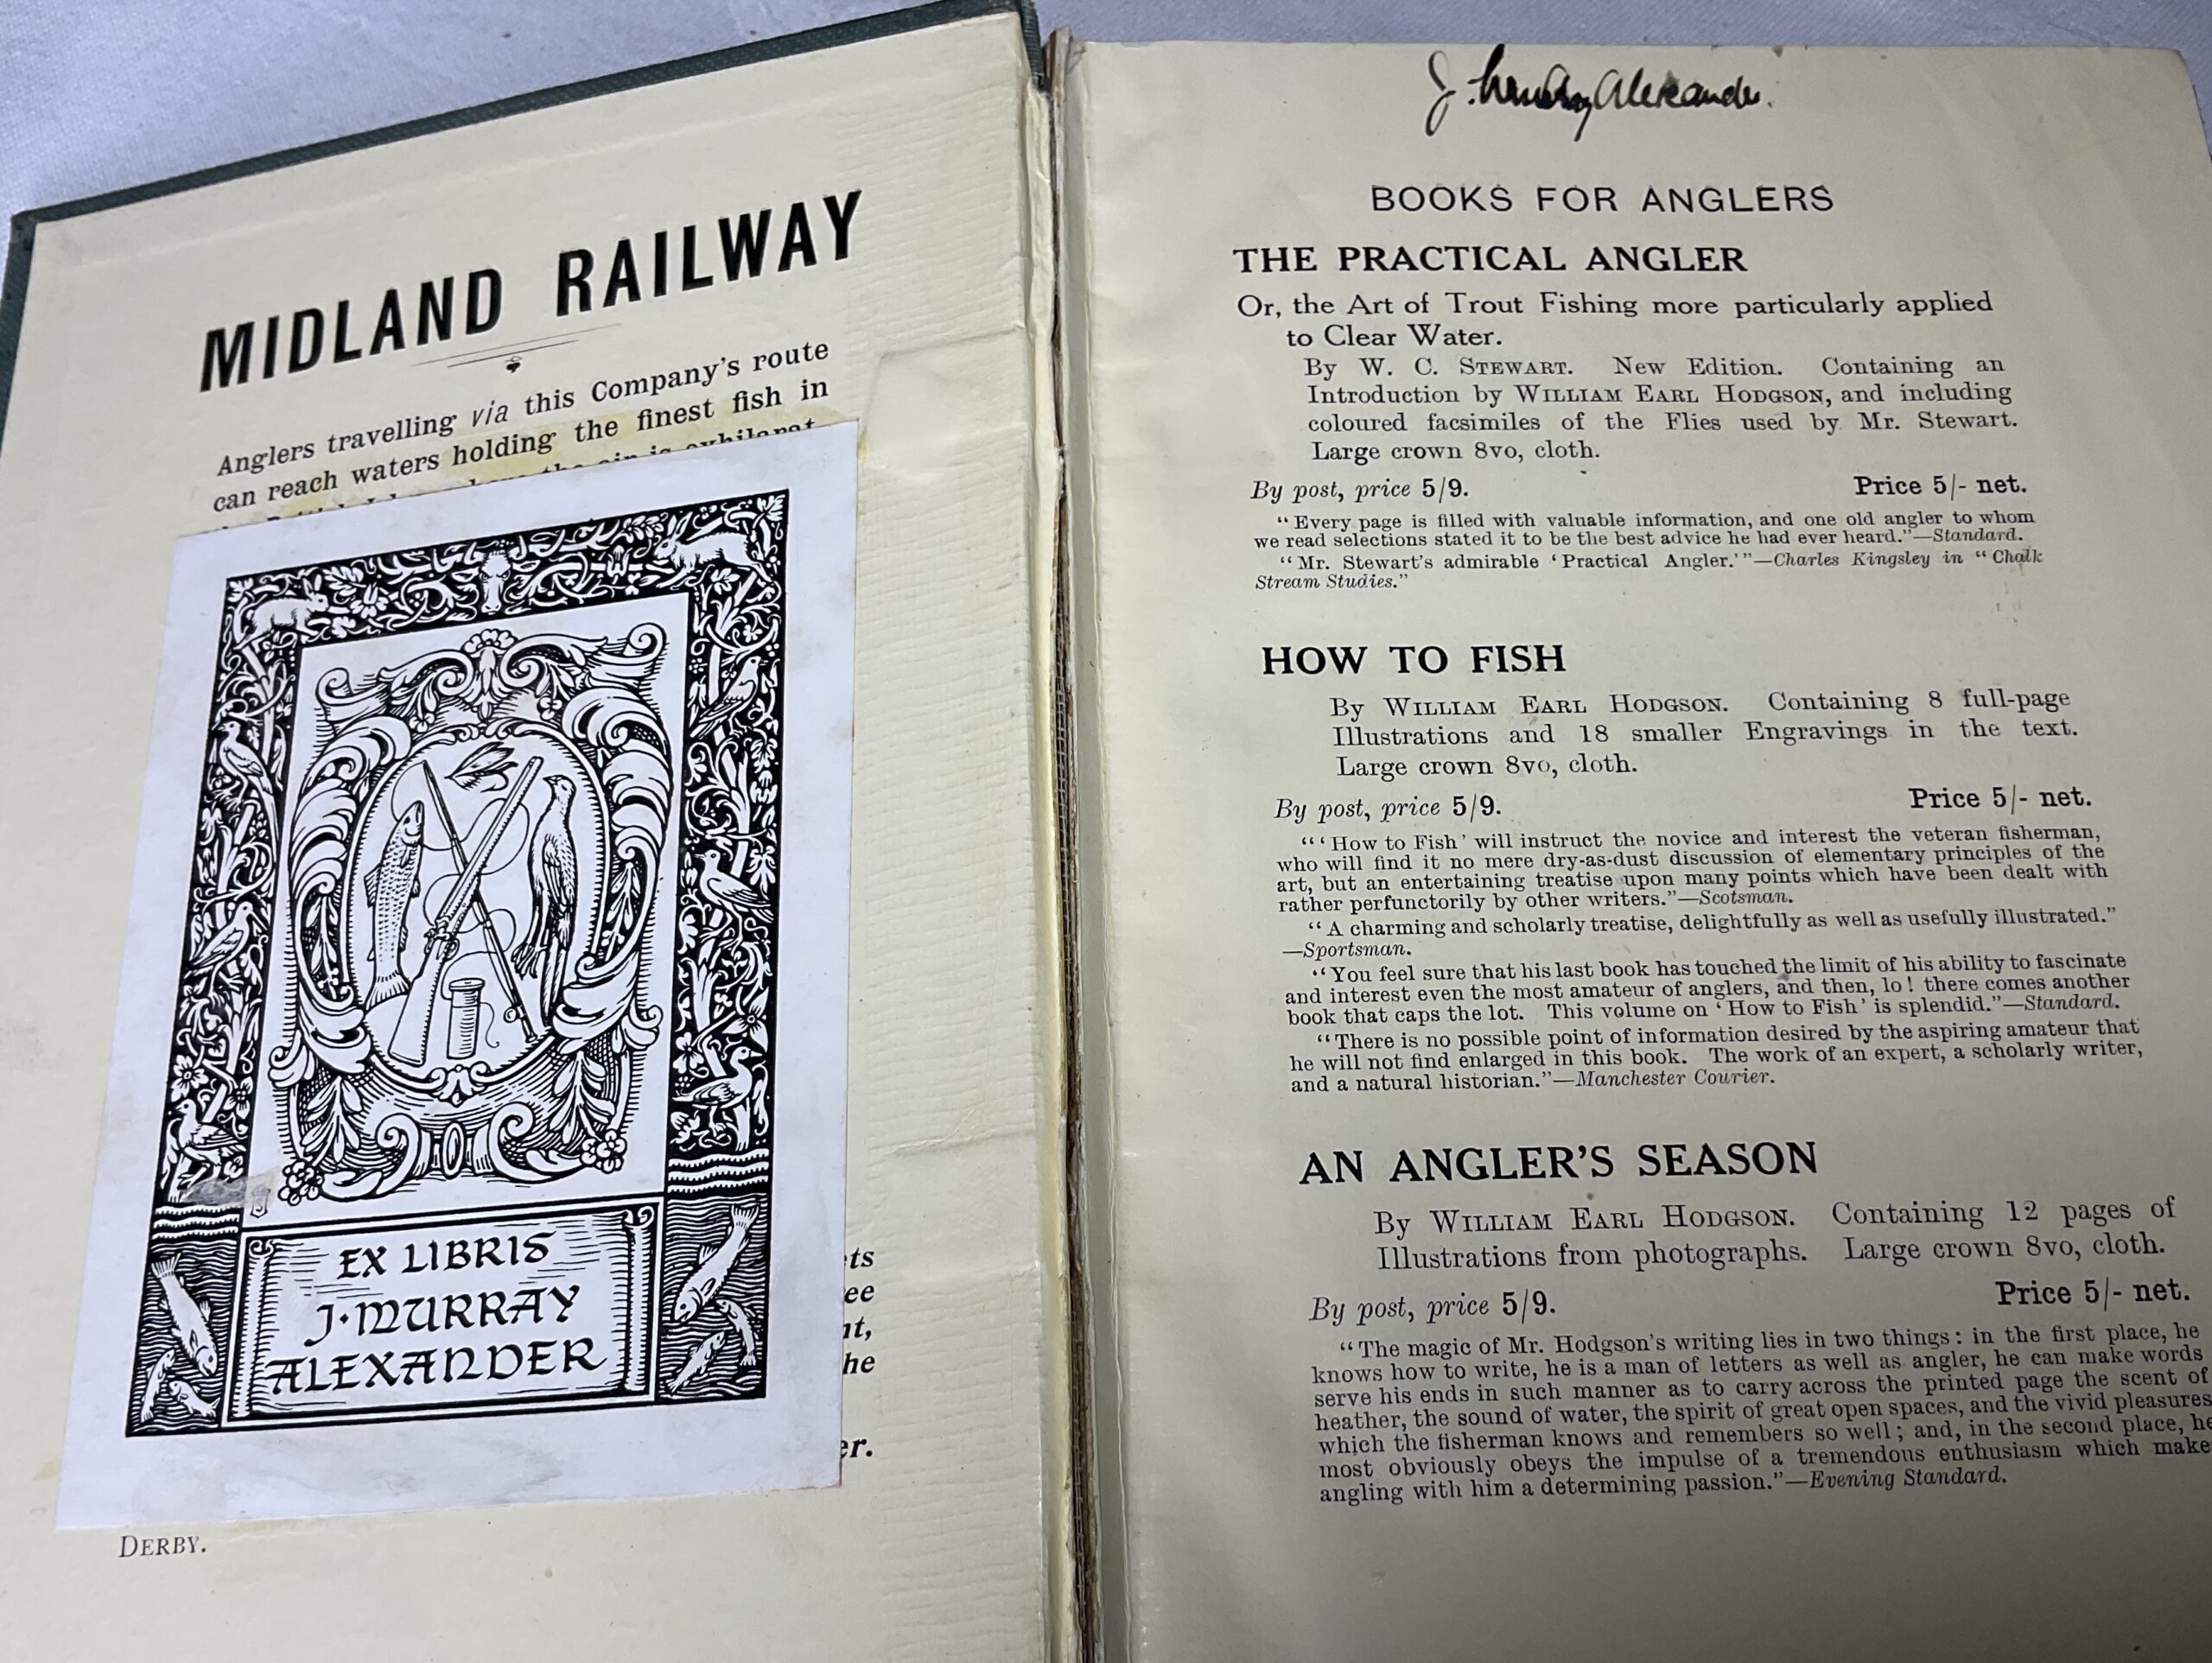 MIDLAND RAILWAY
Anglers travelling via this Company's route
can reach waters holding the finest fish in
the air is exhilarat
EX LIBRIS
J·MURRAY
ALEXANDER
ets
ee
nt,
he
er.
DERBY.
J. Murray Alexander.
BOOKS FOR ANGLERS
THE PRACTICAL ANGLER
Or, the Art of Trout Fishing more particularly applied
to Clear Water.
By W. C. STEWART. New Edition. Containing an
Introduction by WILLIAM EARL HODGSON, and including
coloured facsimiles of the Flies used by Mr. Stewart.
Large crown 8vo, cloth.
By post, price 5/9. Price 5/- net.
“Every page is filled with valuable information, and one old angler to whom
we read selections stated it to be the best advice he had ever heard.”—Standard.
“Mr. Stewart's admirable ‘Practical Angler.’”—Charles Kingsley in “Chalk
Stream Studies.”
HOW TO FISH
By WILLIAM EARL HODGSON. Containing 8 full-page
Illustrations and 18 smaller Engravings in the text.
Large crown 8vo, cloth.
By post, price 5/9. Price 5/- net.
“‘How to Fish’ will instruct the novice and interest the veteran fisherman,
who will find it no mere dry-as-dust discussion of elementary principles of the
art, but an entertaining treatise upon many points which have been dealt with
rather perfunctorily by other writers.”—Scotsman.
“A charming and scholarly treatise, delightfully as well as usefully illustrated.”
—Sportsman.
“You feel sure that his last book has touched the limit of his ability to fascinate
and interest even the most amateur of anglers, and then, lo! there comes another
book that caps the lot. This volume on ‘How to Fish’ is splendid.”—Standard.
“There is no possible point of information desired by the aspiring amateur that
he will not find enlarged in this book. The work of an expert, a scholarly writer,
and a natural historian.”—Manchester Courier.
AN ANGLER'S SEASON
By WILLIAM EARL HODGSON. Containing 12 pages of
Illustrations from photographs. Large crown 8vo, cloth.
By post, price 5/9. Price 5/- net.
“The magic of Mr. Hodgson's writing lies in two things: in the first place, he
knows how to write, he is a man of letters as well as angler, he can make words
serve his ends in such manner as to carry across the printed page the scent of
heather, the sound of water, the spirit of great open spaces, and the vivid pleasures
which the fisherman knows and remembers so well; and, in the second place, he
most obviously obeys the impulse of a tremendous enthusiasm which make
angling with him a determining passion.”—Evening Standard.